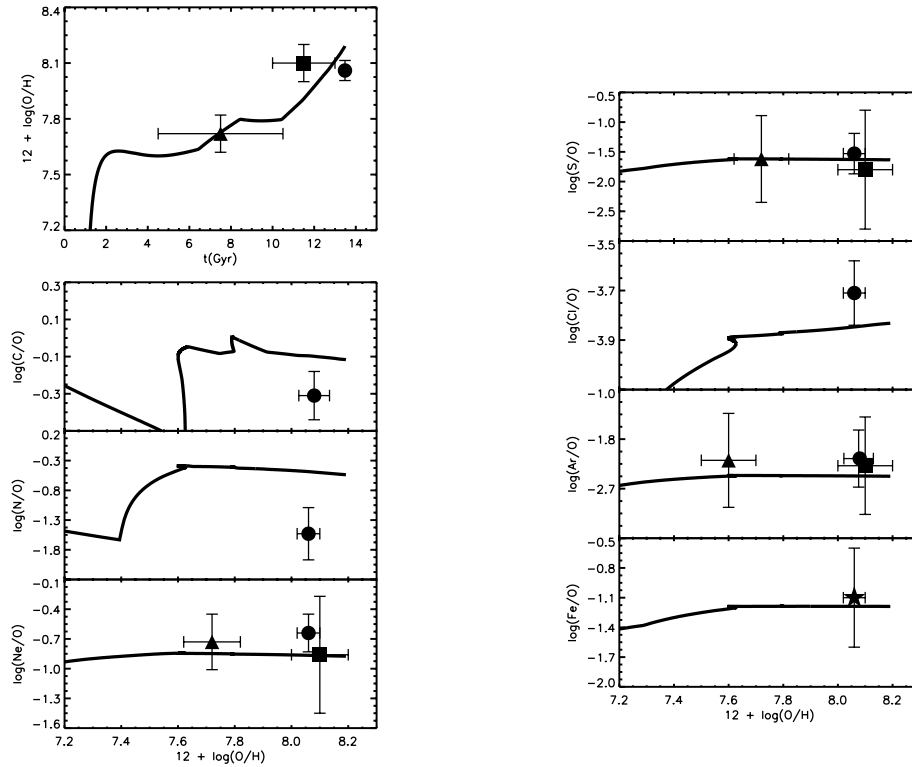 8.4
8.1
7.8
7.5
7.2
12 + log(O/H)
0 2 4 6 8 10 12 14
t(Gyr)
0.3
0.1
−0.1
−0.3
log(C/O)
0.2
−0.3
−0.8
−1.3
−1.8
log(N/O)
−0.1
−0.4
−0.7
−1.0
−1.3
−1.6
log(Ne/O)
7.2 7.4 7.6 7.8 8.0 8.2
12 + log(O/H)
−0.5
−1.0
−1.5
−2.0
−2.5
log(S/O)
−3.5
−3.7
−3.9
log(Cl/O)
−1.0
−1.8
−2.7
log(Ar/O)
−0.5
−0.8
−1.1
−1.4
−1.7
−2.0
log(Fe/O)
7.2 7.4 7.6 7.8 8.0 8.2
12 + log(O/H)